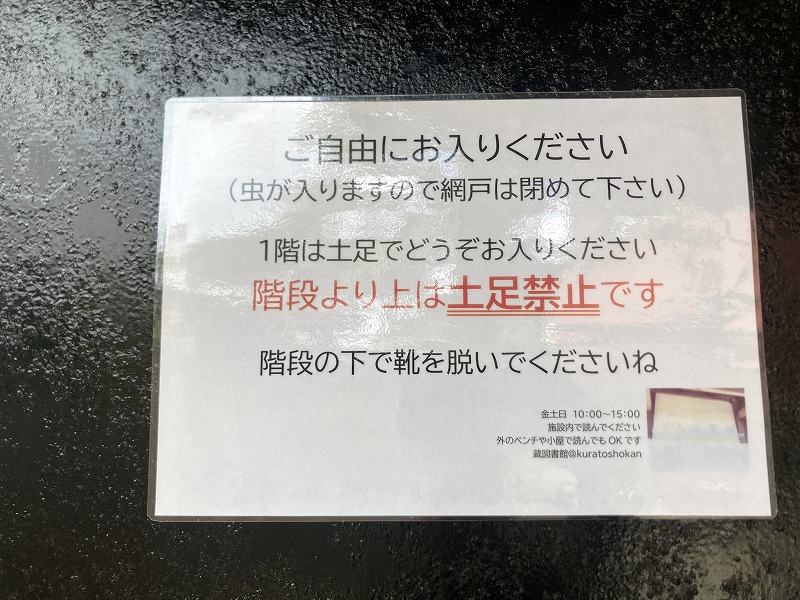 ご自由にお入りください
（虫が入りますので網戸は閉めて下さい）
1階は土足でどうぞお入りください
階段より上は土足禁止です
階段の下で靴を脱いでくださいね
金土日 10:00～15:00
施設内で読んでください
外のベンチや小屋で読んでもOKです
蔵図書館@kuratoshokan